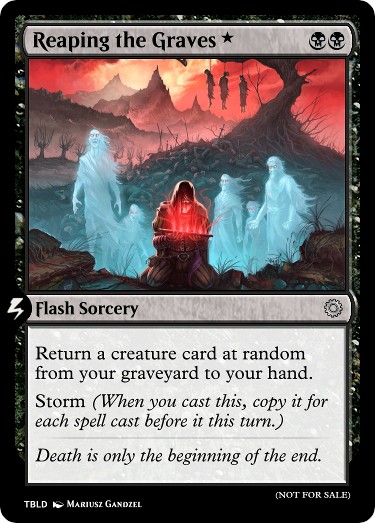 Reaping the Graves ★
Flash Sorcery
Return a creature card at random
from your graveyard to your hand.
Storm (When you cast this, copy it for
each spell cast before it this turn.)
Death is only the beginning of the end.
(NOT FOR SALE)
TBLD Mariusz Gandzel